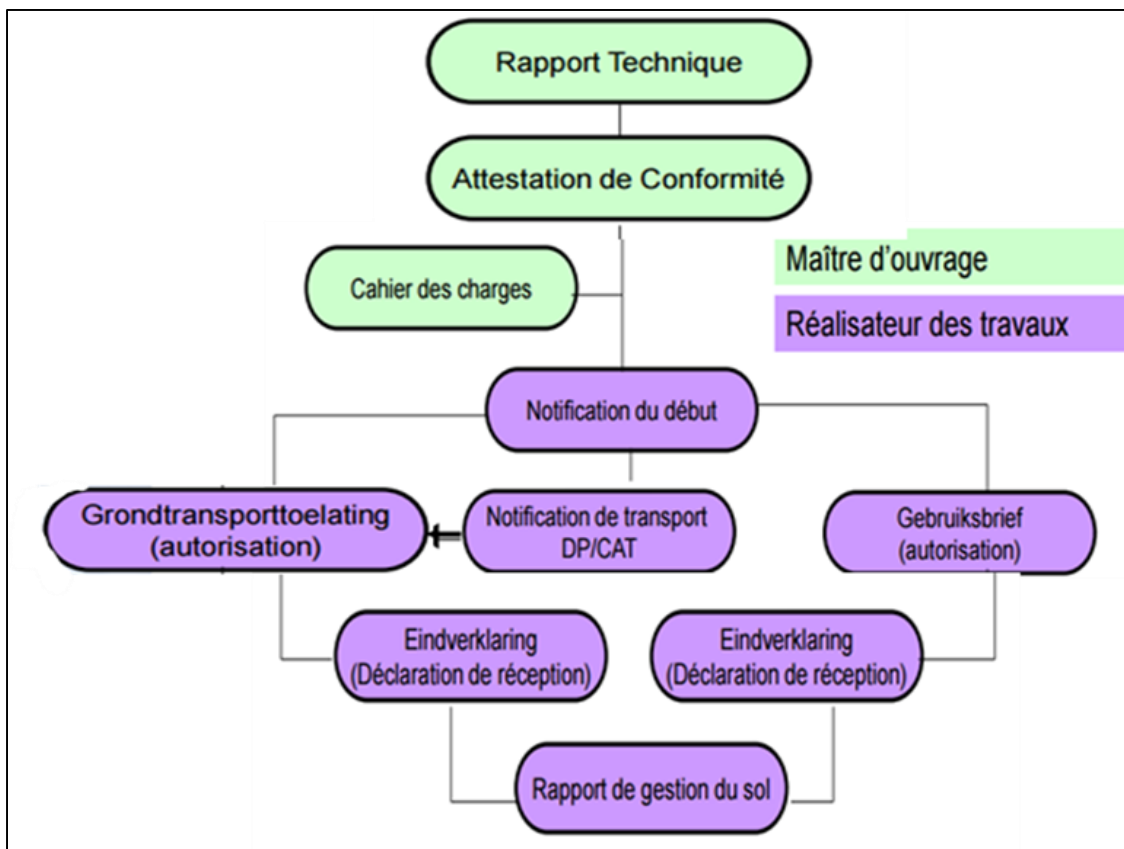 Rapport Technique
Attestation de Conformité
Cahier des charges
Maître d'ouvrage
Réalisateur des travaux
Notification du début
Grondtransporttoelating
(autorisation)
Notification de transport
DP/CAT
Gebruiksbrief
(autorisation)
Eindverklaring
(Déclaration de réception)
Eindverklaring
(Déclaration de réception)
Rapport de gestion du sol